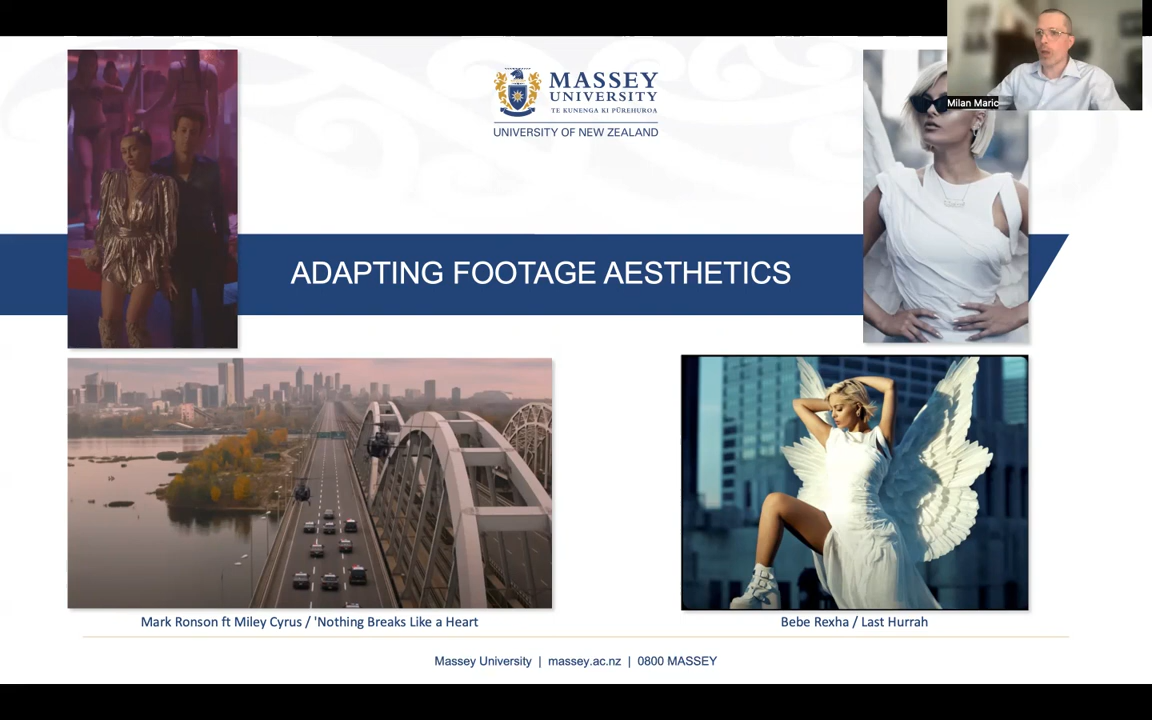 MASSEY
UNIVERSITY
TE KUNENGA KI PŪREHUROA
UNIVERSITY OF NEW ZEALAND
Milan Maric
ADAPTING FOOTAGE AESTHETICS
Mark Ronson ft Miley Cyrus / 'Nothing Breaks Like a Heart
Bebe Rexha / Last Hurrah
Massey University | massey.ac.nz | 0800 MASSEY